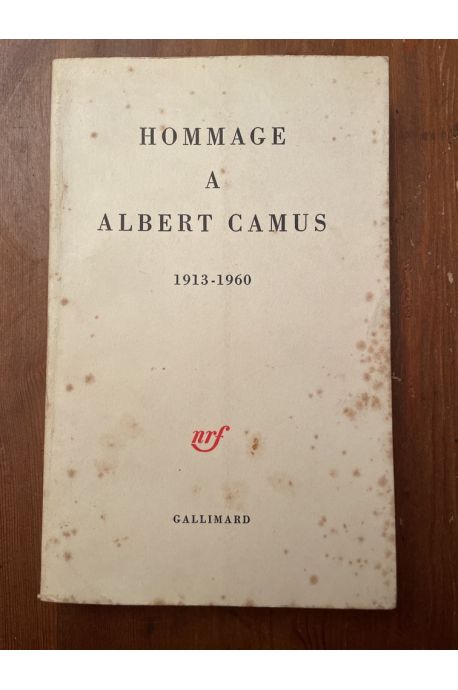 HOMMAGE
A
ALBERT CAMUS
1913-1960
nrf
GALLIMARD